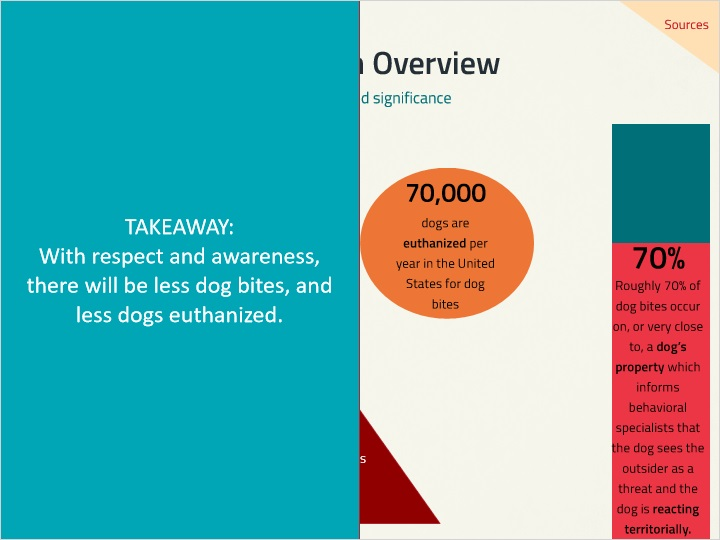 TAKEAWAY:
With respect and awareness,
there will be less dog bites, and
less dogs euthanized.
Sources
Overview
d significance
70,000
dogs are
euthanized per
year in the United
States for dog
bites
70%
Roughly 70% of
dog bites occur
on, or very close
to, a dog's
property which
informs
behavioral
specialists that
the dog sees the
outsider as a
threat and the
dog is reacting
territorially.
s